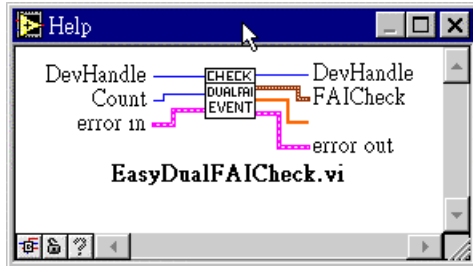 Help
DevHandle CHECK DevHandle
Count DUALFAI FAICheck
error in EVENT
error out
EasyDualFAICheck.vi
?